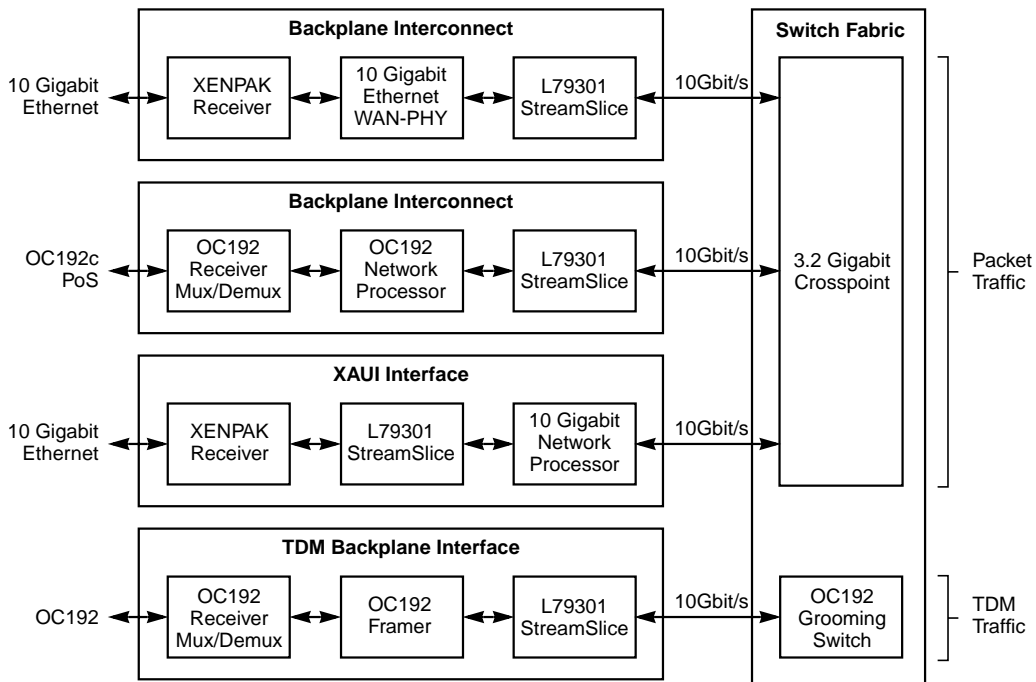 Backplane Interconnect
Switch Fabric
10 Gigabit
Ethernet
XENPAK
Receiver
10 Gigabit
Ethernet
WAN-PHY
L79301
StreamSlice
10Gbit/s
Backplane Interconnect
OC192c
PoS
OC192
Receiver
Mux/Demux
OC192
Network
Processor
L79301
StreamSlice
10Gbit/s
3.2 Gigabit
Crosspoint
Packet
Traffic
XAUI Interface
10 Gigabit
Ethernet
XENPAK
Receiver
L79301
StreamSlice
10 Gigabit
Network
Processor
10Gbit/s
TDM Backplane Interface
OC192
OC192
Receiver
Mux/Demux
OC192
Framer
L79301
StreamSlice
10Gbit/s
OC192
Grooming
Switch
TDM
Traffic